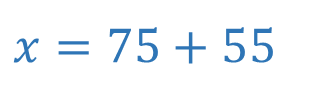 x = 75 + 55